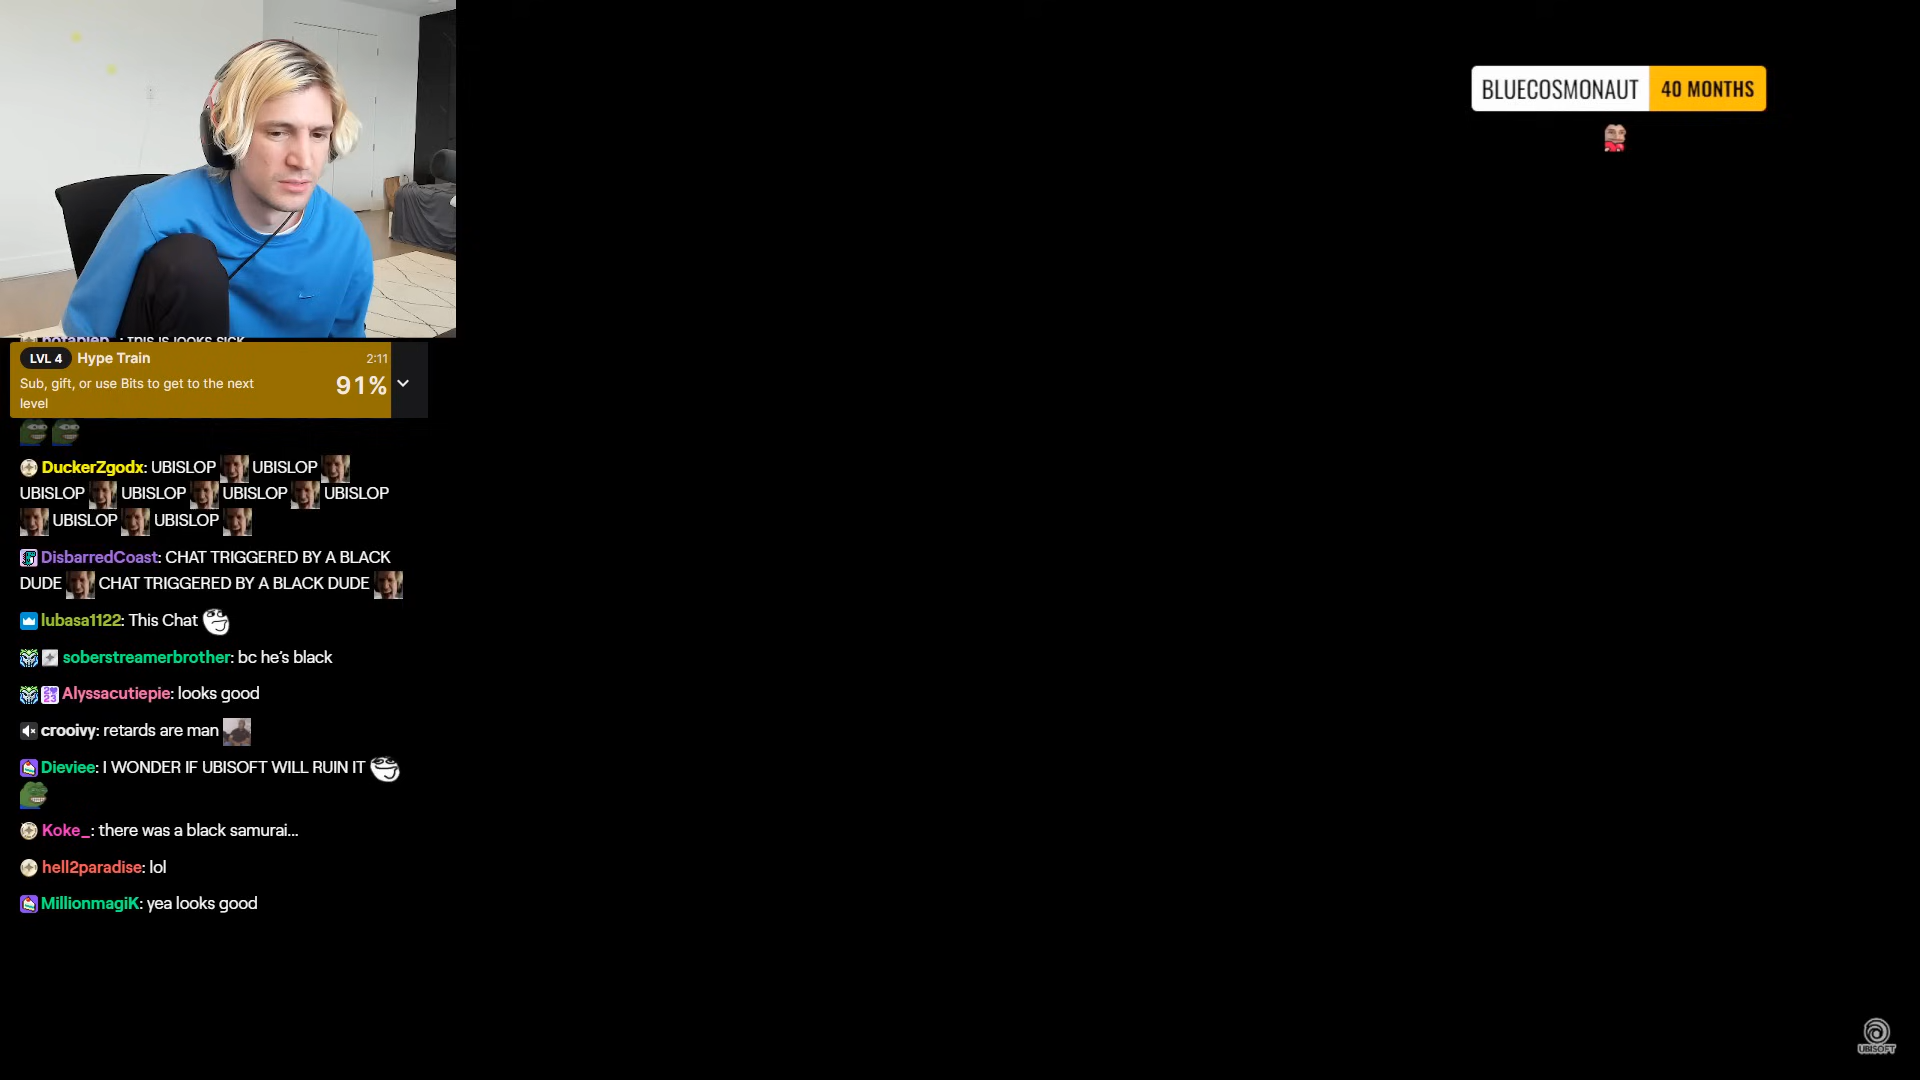 BLUECOSMONAUT 40 MONTHS
LVL 4 Hype Train 2:11
Sub, gift, or use Bits to get to the next
level
91%
DuckerZgodx: UBISLOP UBISLOP
UBISLOP UBISLOP UBISLOP UBISLOP
UBISLOP UBISLOP
DisbarredCoast: CHAT TRIGGERED BY A BLACK
DUDE CHAT TRIGGERED BY A BLACK DUDE
lubasa1122: This Chat
soberstreamerbrother: bc he's black
Alyssacutiepie: looks good
crooivy: retards are man
Dieviee: I WONDER IF UBISOFT WILL RUIN IT
Koke_: there was a black samurai...
hell2paradise: lol
MillionmagiK: yea looks good
UBISOFT